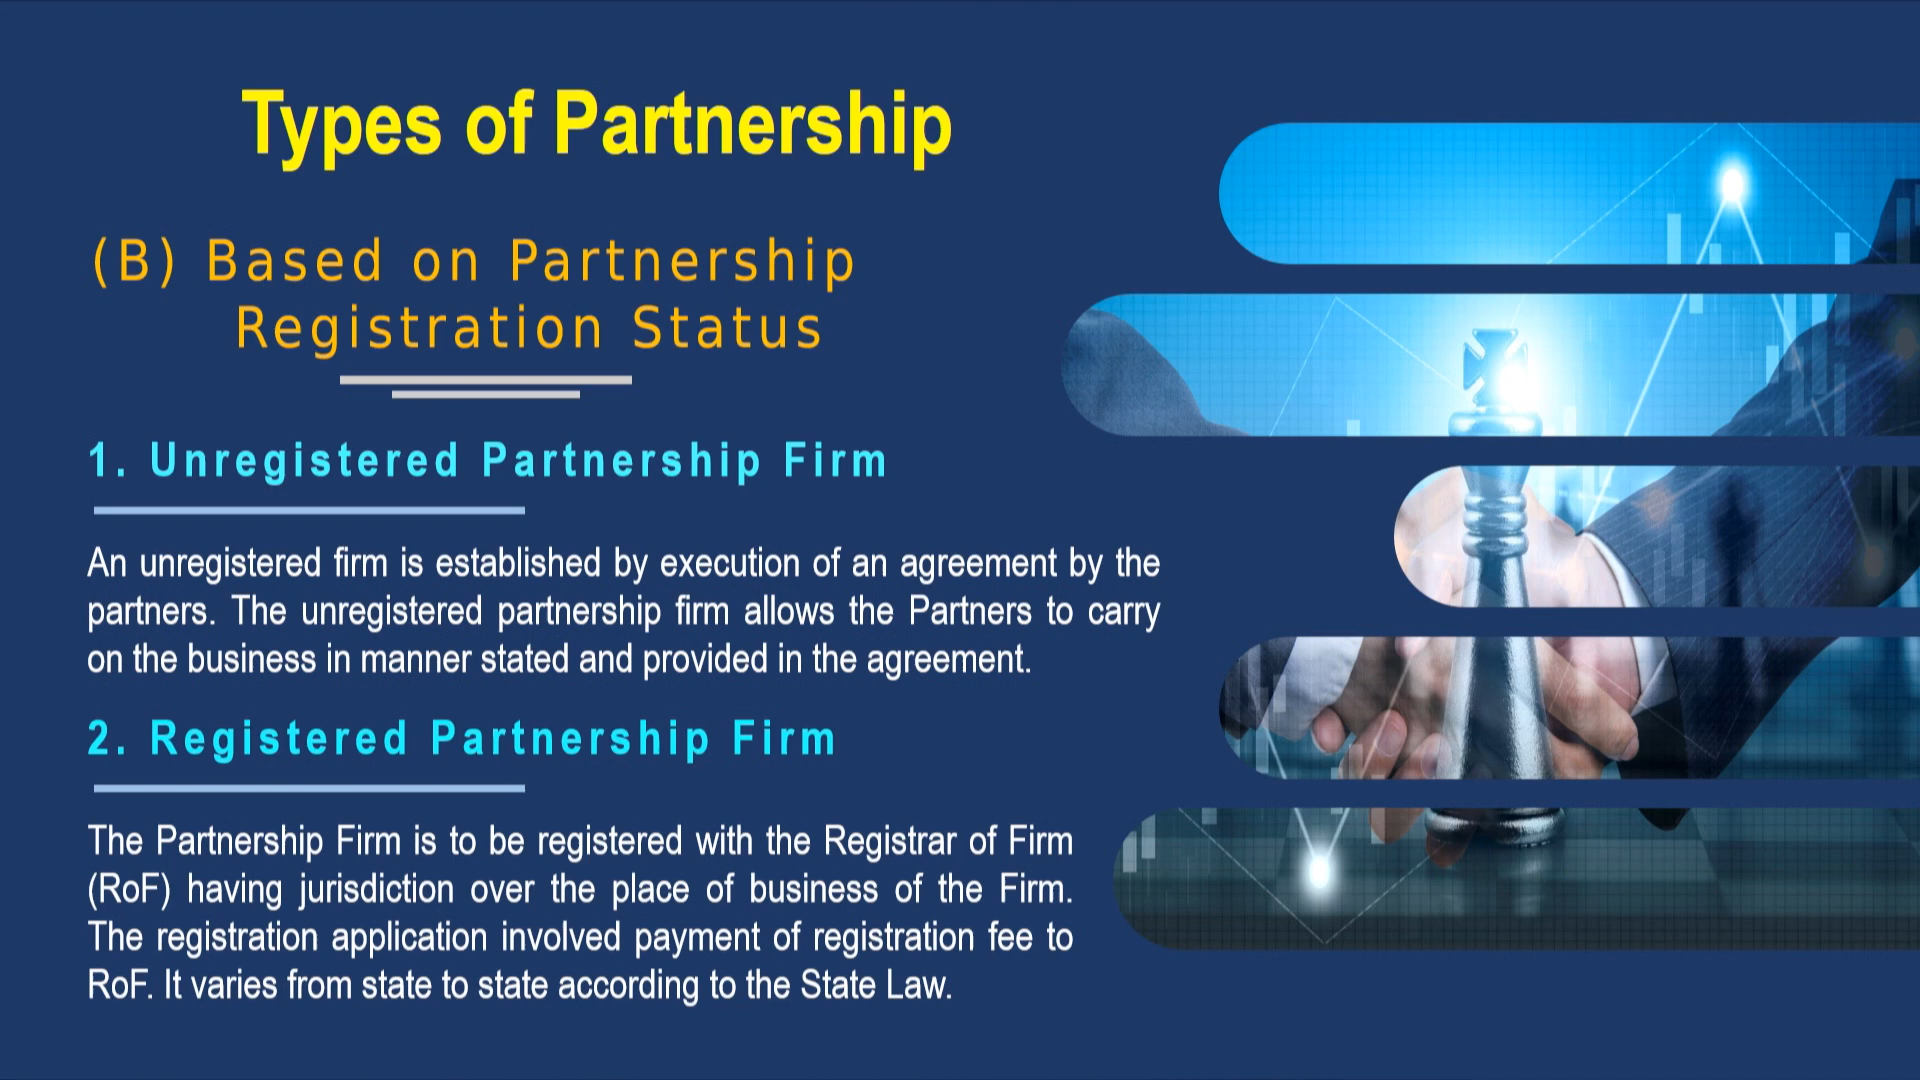 Types of Partnership
(B) Based on Partnership
Registration Status
1. Unregistered Partnership Firm
An unregistered firm is established by execution of an agreement by the
partners. The unregistered partnership firm allows the Partners to carry
on the business in manner stated and provided in the agreement.
2. Registered Partnership Firm
The Partnership Firm is to be registered with the Registrar of Firm
(RoF) having jurisdiction over the place of business of the Firm.
The registration application involved payment of registration fee to
RoF. It varies from state to state according to the State Law.